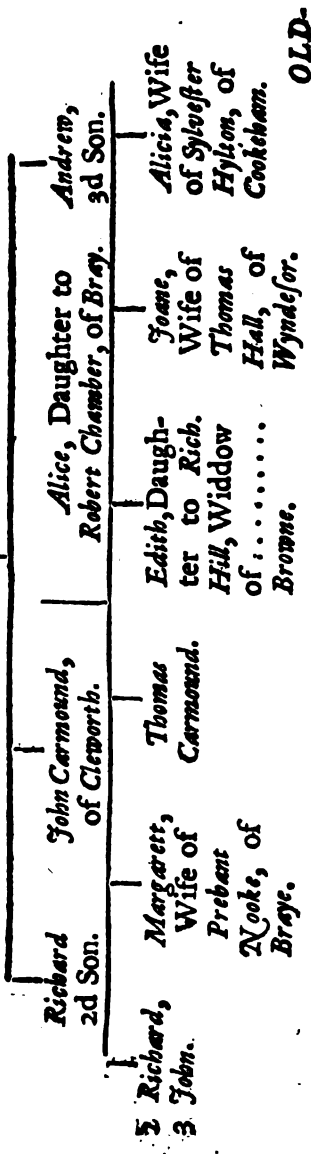 Richard
2d Son.
John Carmound,
of Cleworth.
Alice, Daughter to
Robert Chamber, of Bray.
Andrew,
3d Son.
2 Richard,
3 John.
Margarett,
Wife of
Prebant
Nooke, of
Braye.
Thomas
Carmound.
Edith, Daugh-
ter to Rich.
Hill, Widdow
of :.........
Browne.
Joane,
Wife of
Thomas
Hall, of
Wyndeſor.
Alicia, Wife
of Sylveſter
Hylton, of
Cookeham.
OLD-